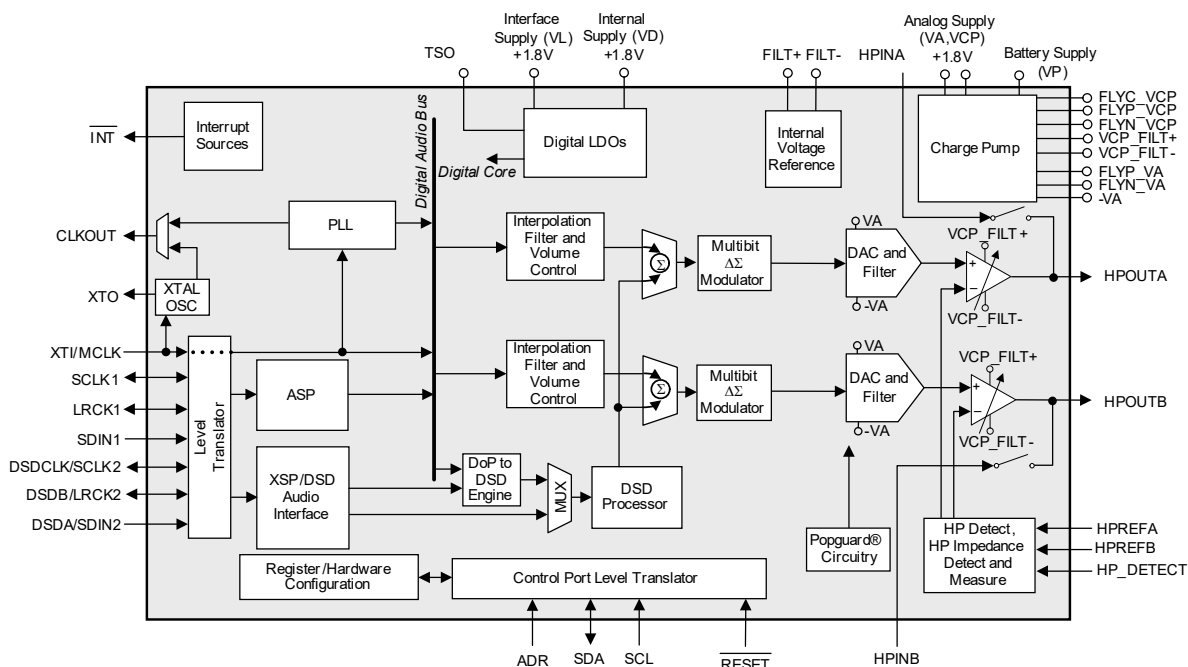 Interface
Supply (VL)
+1.8V
Internal
Supply (VD)
+1.8V
Analog Supply
(VA,VCP)
+1.8V
Battery Supply
(VP)
TSO
FILT+ FILT-
HPINA
INT
Interrupt
Sources
Digital Audio Bus
Digital LDOs
Digital Core
Internal
Voltage
Reference
Charge Pump
FLYC_VCP
FLYP_VCP
FLYN_VCP
VCP_FILT+
VCP_FILT-
FLYP_VA
FLYN_VA
-VA
CLKOUT
PLL
XTO
XTAL
OSC
Interpolation
Filter and
Volume
Control
Σ
Multibit
ΔΣ
Modulator
VA
DAC and
Filter
-VA
VCP_FILT+
+
−
VCP_FILT-
HPOUTA
XTI/MCLK
SCLK1
LRCK1
SDIN1
DSDCLK/SCLK2
DSDB/LRCK2
DSDA/SDIN2
Level
Translator
ASP
Interpolation
Filter and
Volume
Control
Σ
Multibit
ΔΣ
Modulator
VA
DAC and
Filter
-VA
VCP_FILT+
+
−
VCP_FILT-
HPOUTB
XSP/DSD
Audio
Interface
DoP to
DSD
Engine
MUX
DSD
Processor
Popguard®
Circuitry
HP Detect,
HP Impedance
Detect and
Measure
HPREFA
HPREFB
HP_DETECT
Register/Hardware
Configuration
Control Port Level Translator
ADR
SDA
SCL
RESET
HPINB